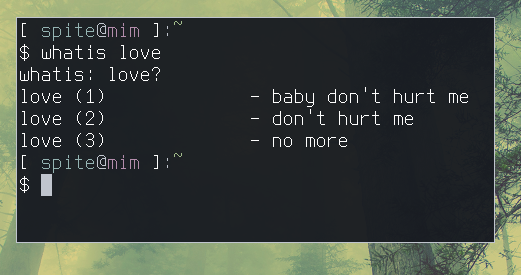 [ spite@mim ]:~
$ whatis love
whatis: love?
love (1)              - baby don't hurt me
love (2)              - don't hurt me
love (3)              - no more
[ spite@mim ]:~
$